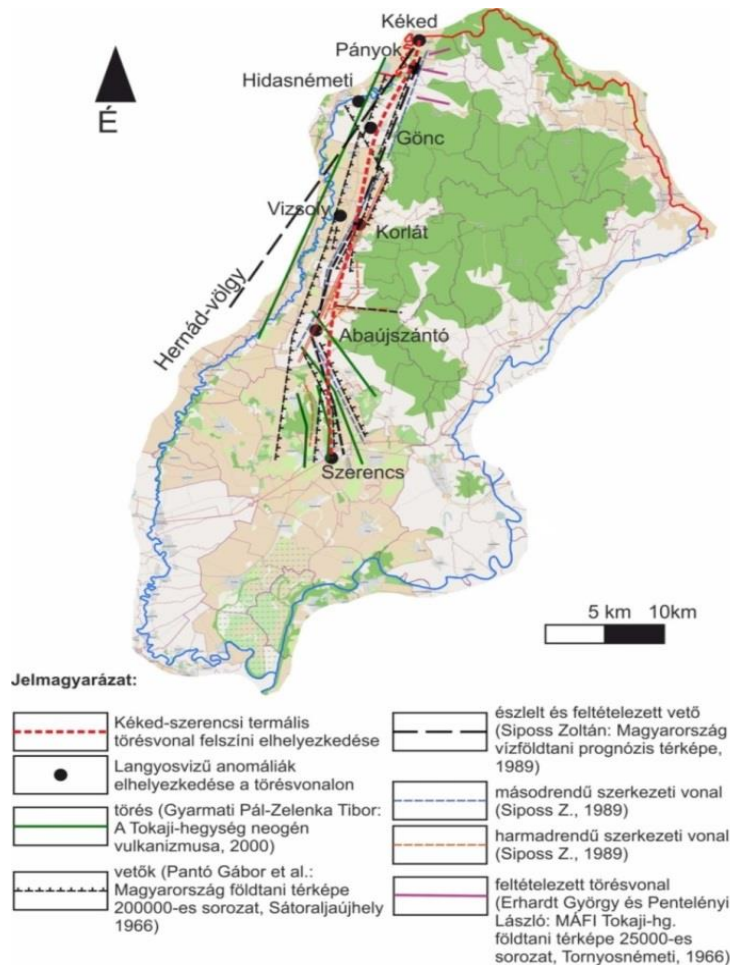 Kéked
Pányok
Hidasnémeti
É
Gönc
Vizsoly
Korlát
Hernád-völgy
Abaújszántó
Szerencs
5 km 10km
Jelmagyarázat:
Kéked-szerencsi termális
törésvonal felszíni elhelyezkedése
Langyosvizű anomáliák
elhelyezkedése a törésvonalon
törés (Gyarmati Pál-Zelenka Tibor:
A Tokaji-hegység neogén
vulkanizmusa, 2000)
vetők (Pantó Gábor et al.:
Magyarország földtani térképe
200000-es sorozat, Sátoraljaújhely
1966)
észlelt és feltételezett vető
(Siposs Zoltán: Magyarország
vízföldtani prognózis térképe,
1989)
másodrendű szerkezeti vonal
(Siposs Z., 1989)
harmadrendű szerkezeti vonal
(Siposs Z., 1989)
feltételezett törésvonal
(Erhardt György és Pentelényi
László: MÁFI Tokaji-hg.
földtani térképe 25000-es
sorozat, Tornyosnémeti, 1966)